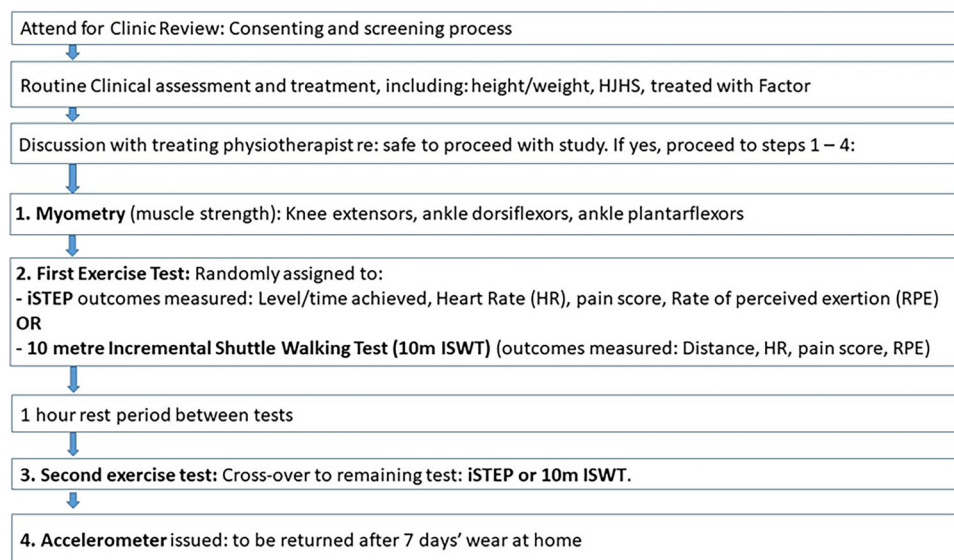 Attend for Clinic Review: Consenting and screening process
Routine Clinical assessment and treatment, including: height/weight, HJHS, treated with Factor
Discussion with treating physiotherapist re: safe to proceed with study. If yes, proceed to steps 1 – 4:
1. Myometry (muscle strength): Knee extensors, ankle dorsiflexors, ankle plantarflexors
2. First Exercise Test: Randomly assigned to:
- iSTEP outcomes measured: Level/time achieved, Heart Rate (HR), pain score, Rate of perceived exertion (RPE)
OR
- 10 metre Incremental Shuttle Walking Test (10m ISWT) (outcomes measured: Distance, HR, pain score, RPE)
1 hour rest period between tests
3. Second exercise test: Cross-over to remaining test: iSTEP or 10m ISWT.
4. Accelerometer issued: to be returned after 7 days’ wear at home